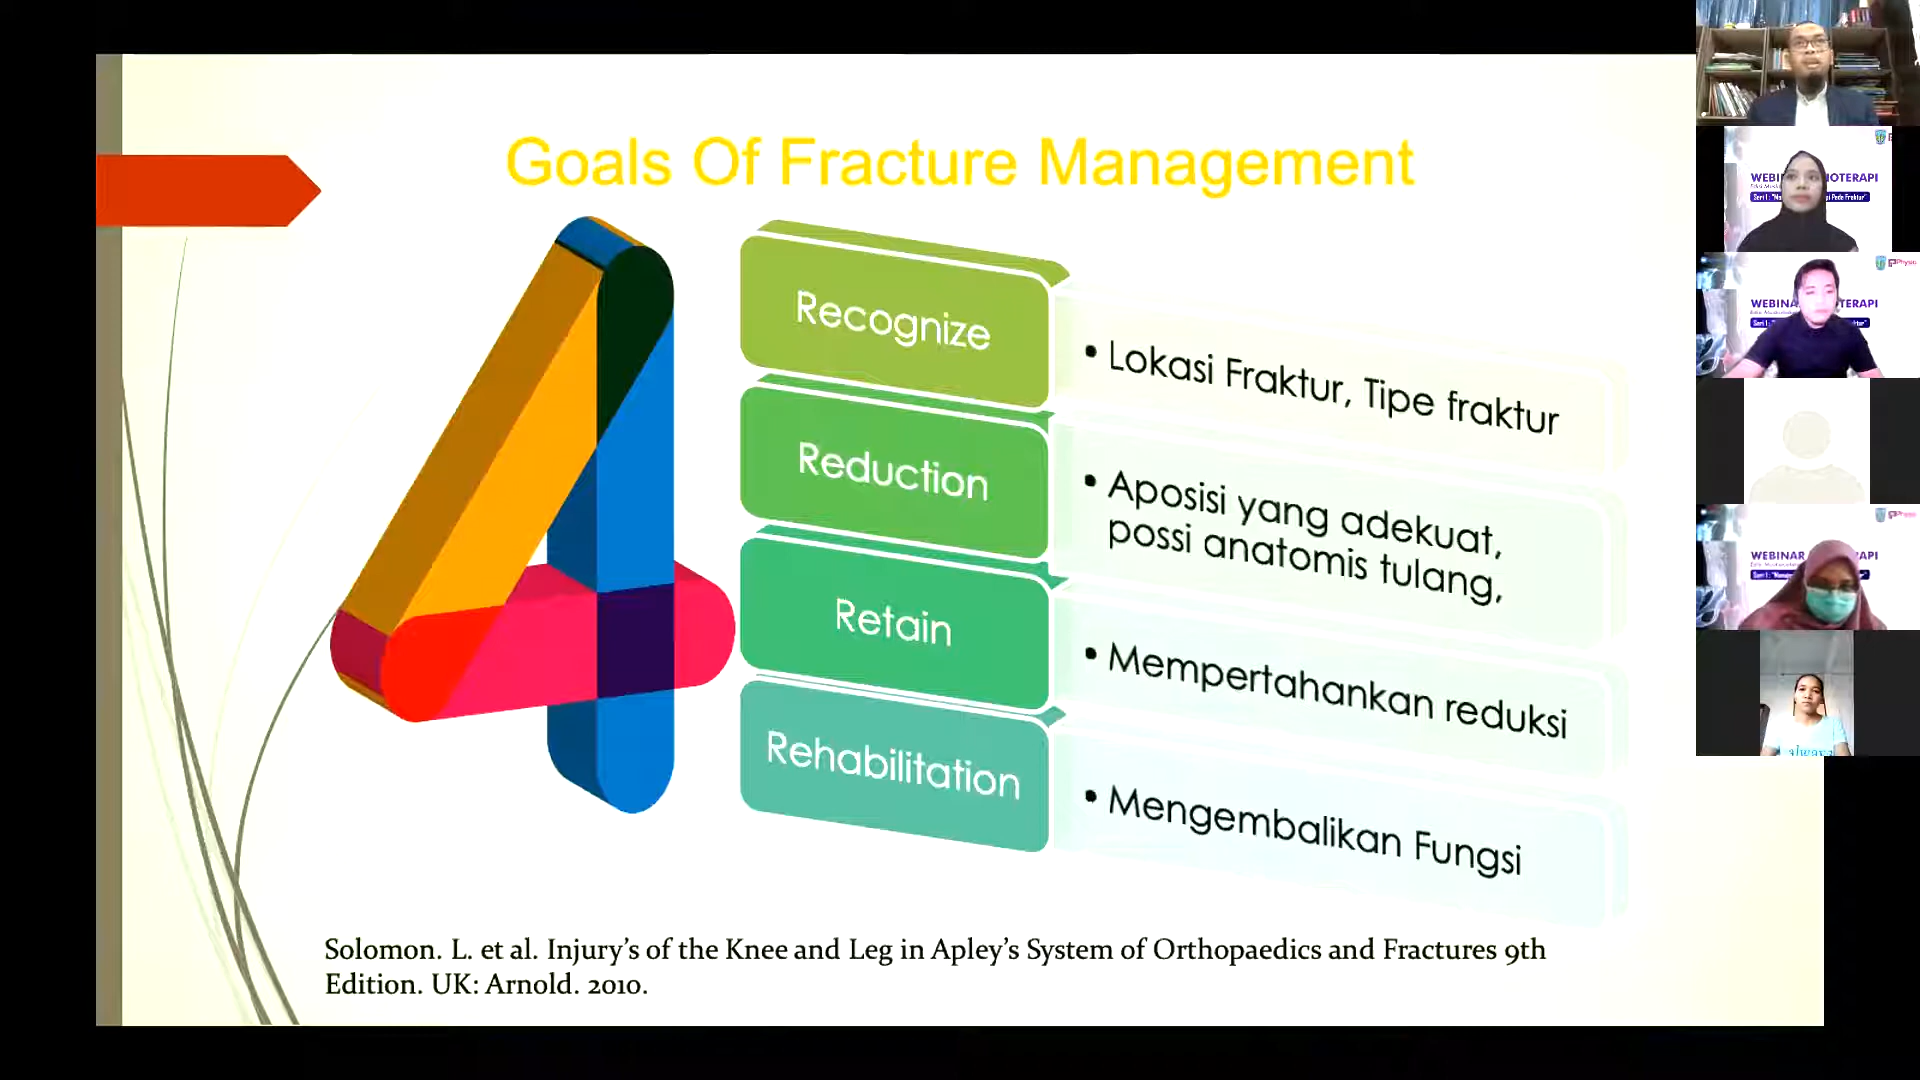 Goals Of Fracture Management
Recognize
• Lokasi Fraktur, Tipe fraktur
Reduction
• Aposisi yang adekuat,
possi anatomis tulang,
Retain
• Mempertahankan reduksi
Rehabilitation
• Mengembalikan Fungsi
Solomon. L. et al. Injury's of the Knee and Leg in Apley's System of Orthopaedics and Fractures 9th
Edition. UK: Arnold. 2010.